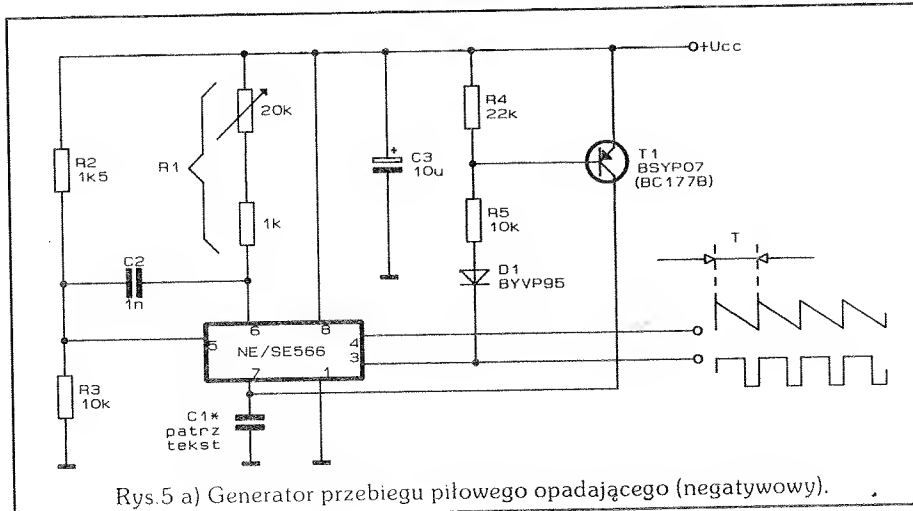 +Ucc
20k
R1
R2
1K5
1k
C2
1n
C3
+
10u
R4
22k
R5
10k
D1
BYVP95
T1
BSYP07
(BC177B)
T
6
8
5
NE/SE566
4
3
7
1
R3
10k
C1*
patrz
tekst
Rys.5 a) Generator przebiegu piłowego opadającego (negatywowy).